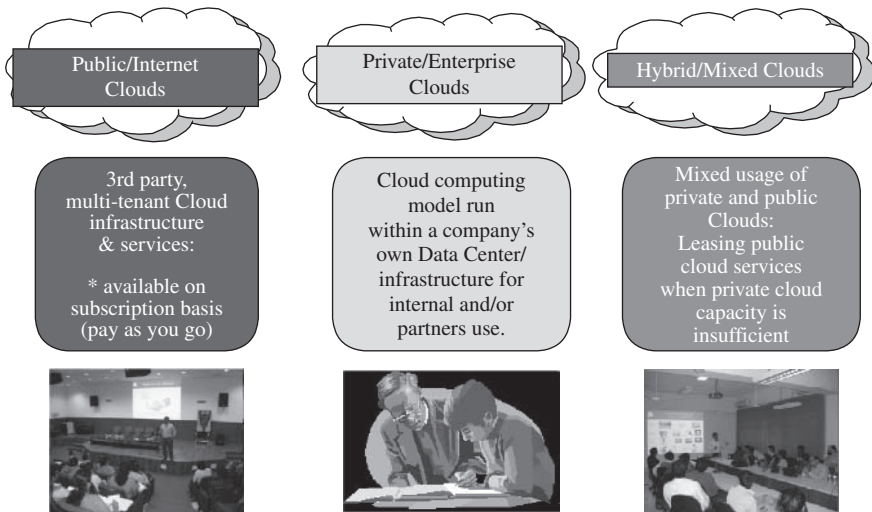 Public/Internet
Clouds
Private/Enterprise
Clouds
Hybrid/Mixed Clouds
3rd party,
multi-tenant Cloud
infrastructure
& services:
* available on
subscription basis
(pay as you go)
Cloud computing
model run
within a company’s
own Data Center/
infrastructure for
internal and/or
partners use.
Mixed usage of
private and public
Clouds:
Leasing public
cloud services
when private cloud
capacity is
insufficient